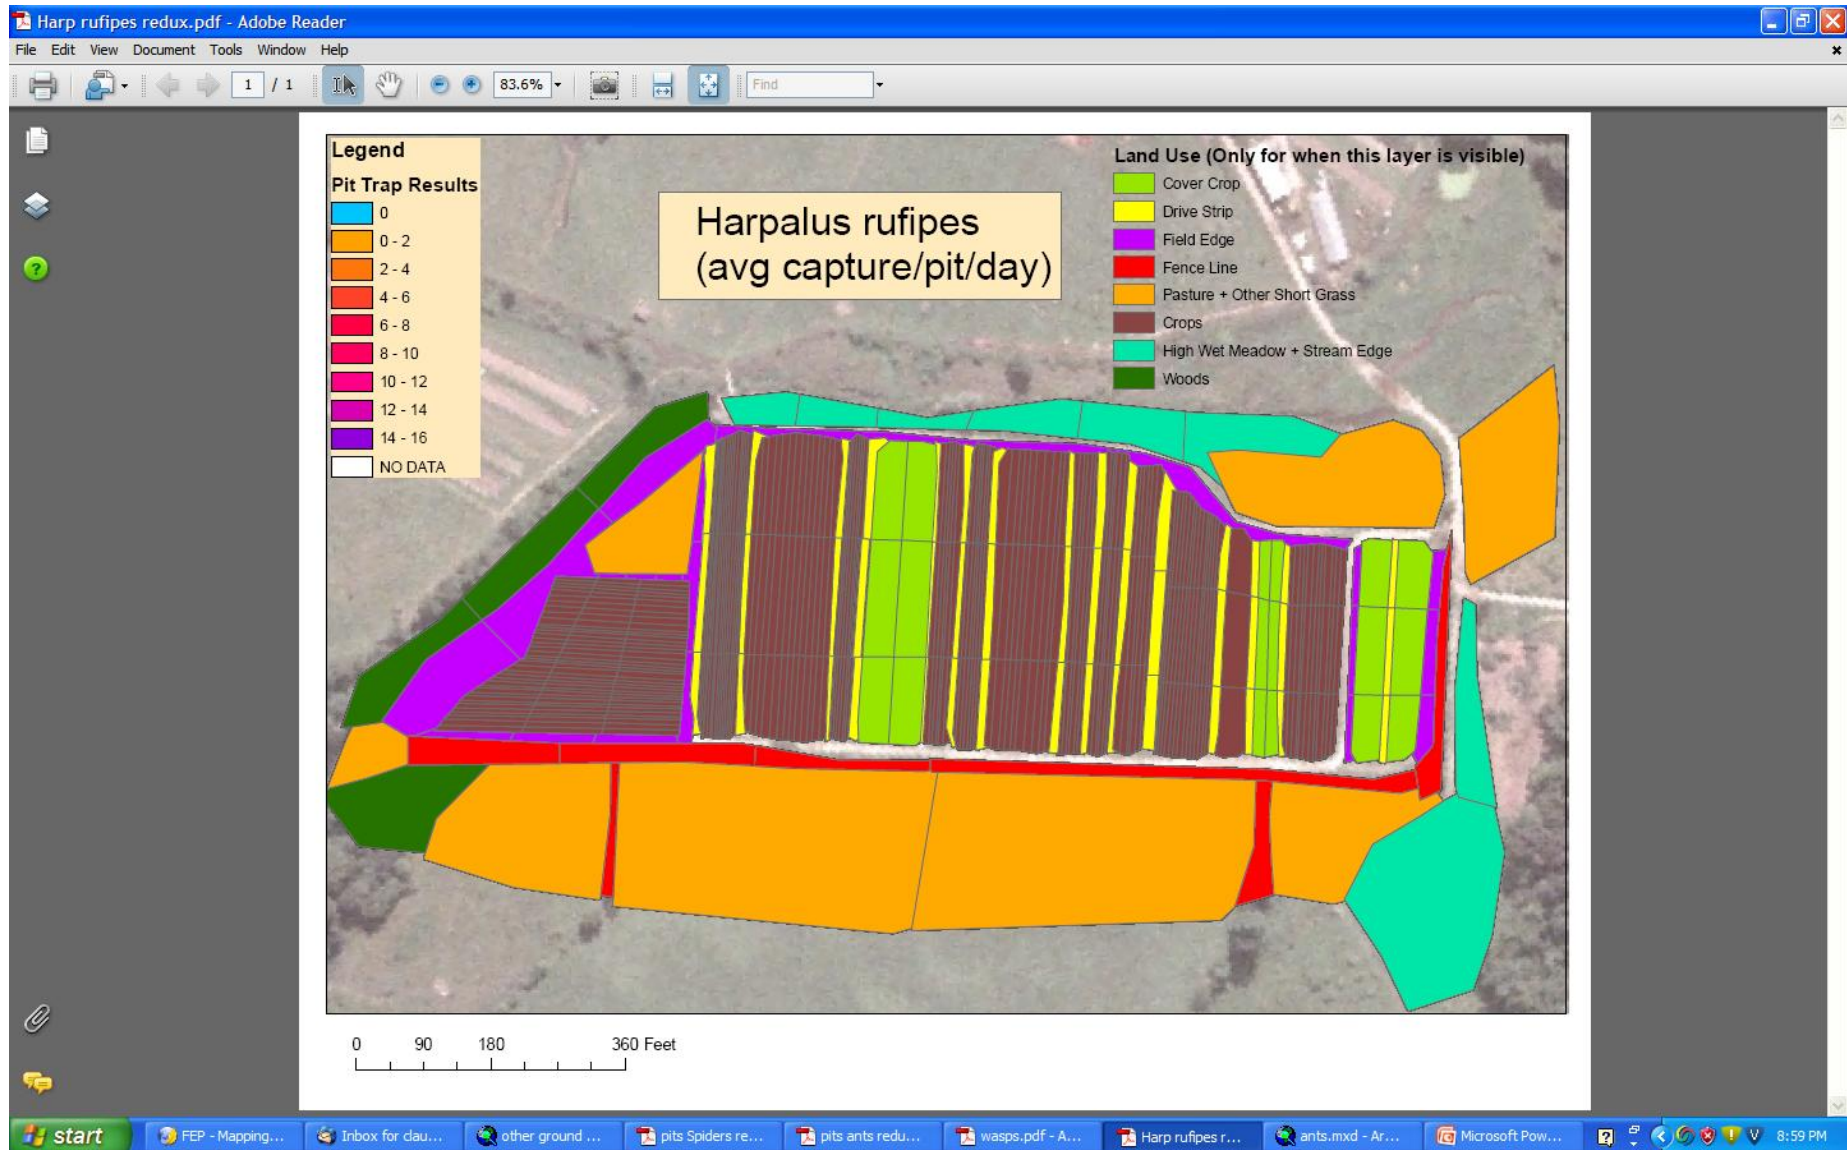 Harp rufipes redux.pdf - Adobe Reader
File Edit View Document Tools Window Help
1 / 1 83.6% Find
Legend
Pit Trap Results
0
0 - 2
2 - 4
4 - 6
6 - 8
8 - 10
10 - 12
12 - 14
14 - 16
NO DATA
Harpalus rufipes
(avg capture/pit/day)
Land Use (Only for when this layer is visible)
Cover Crop
Drive Strip
Field Edge
Fence Line
Pasture + Other Short Grass
Crops
High Wet Meadow + Stream Edge
Woods
0 90 180 360 Feet
start FEP - Mapping... Inbox for clau... other ground ... pits Spiders re... pits ants redu... wasps.pdf - A... Harp rufipes r... ants.mxd - Ar... Microsoft Pow... 8:59 PM